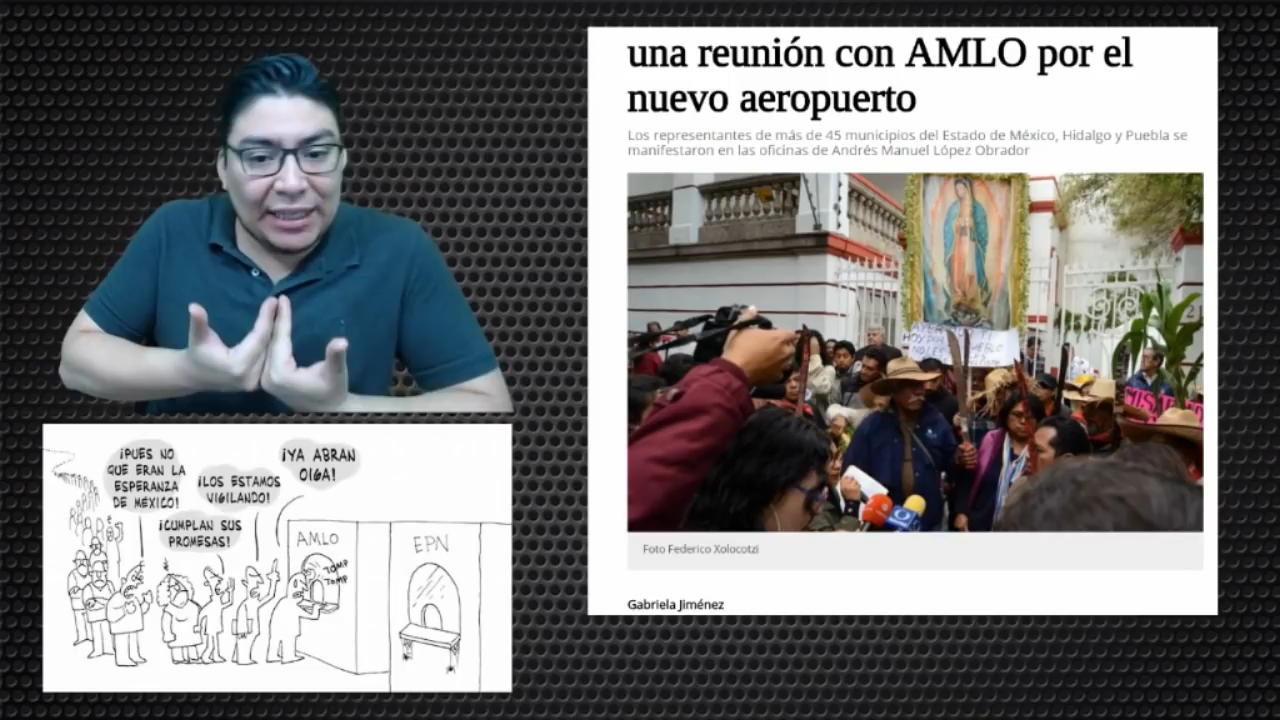 una reunión con AMLO por el
nuevo aeropuerto
Los representantes de más de 45 municipios del Estado de México, Hidalgo y Puebla se
manifestaron en las oficinas de Andrés Manuel López Obrador
HOY
Foto Federico Xolocotzi
Gabriela Jiménez
¡PUES NO
QUE ERAN LA
ESPERANZA
DE MÉXICO!
¡LOS ESTAMOS
VIGILANDO!
¡YA ABRAN
OIGA!
¡CUMPLAN SUS
PROMESAS!
AMLO
TOMP
TOMP
EPN